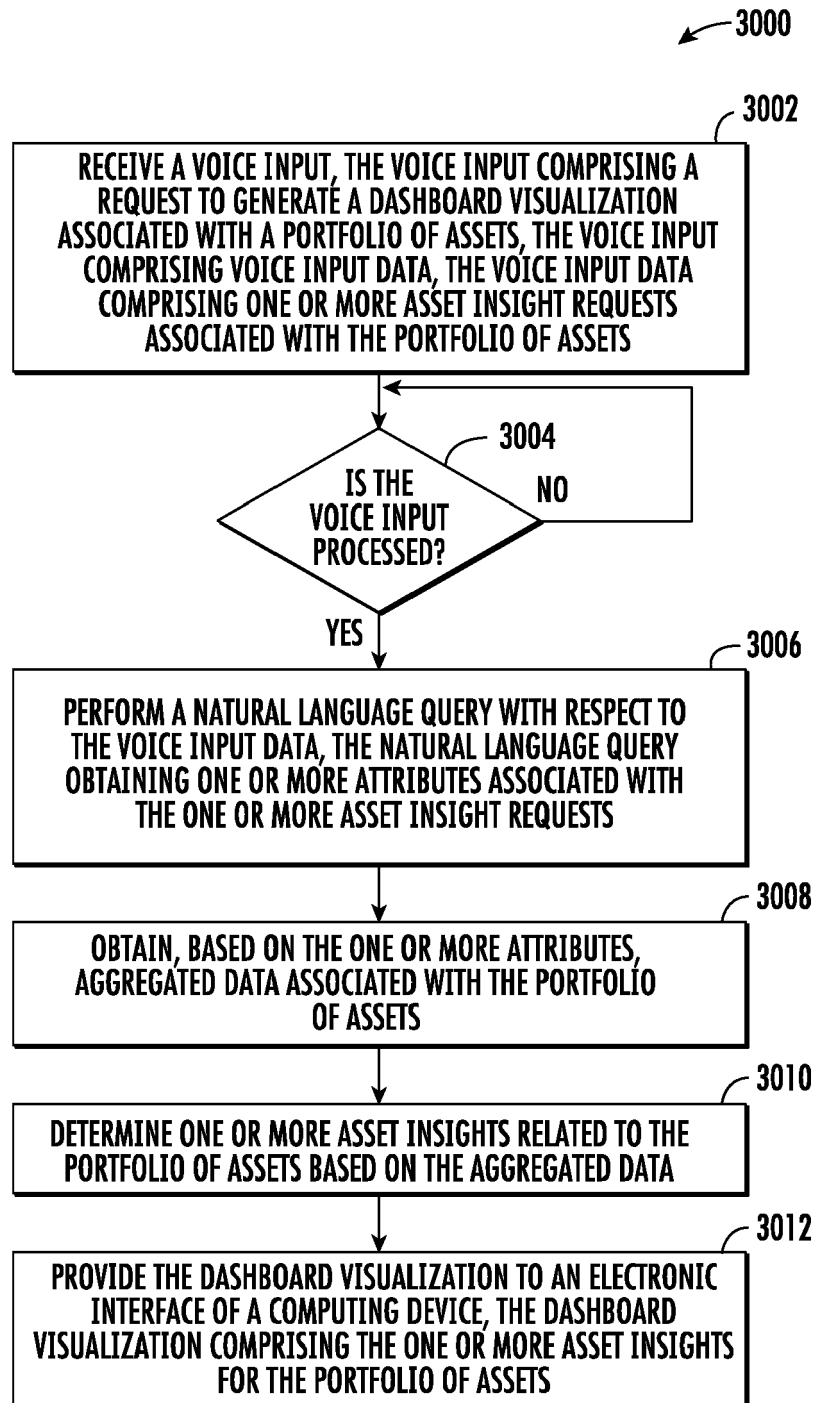 3000
3002
RECEIVE A VOICE INPUT, THE VOICE INPUT COMPRISING A
REQUEST TO GENERATE A DASHBOARD VISUALIZATION
ASSOCIATED WITH A PORTFOLIO OF ASSETS, THE VOICE INPUT
COMPRISING VOICE INPUT DATA, THE VOICE INPUT DATA
COMPRISING ONE OR MORE ASSET INSIGHT REQUESTS
ASSOCIATED WITH THE PORTFOLIO OF ASSETS
3004
IS THE
VOICE INPUT
PROCESSED?
NO
YES
3006
PERFORM A NATURAL LANGUAGE QUERY WITH RESPECT TO
THE VOICE INPUT DATA, THE NATURAL LANGUAGE QUERY
OBTAINING ONE OR MORE ATTRIBUTES ASSOCIATED WITH
THE ONE OR MORE ASSET INSIGHT REQUESTS
3008
OBTAIN, BASED ON THE ONE OR MORE ATTRIBUTES,
AGGREGATED DATA ASSOCIATED WITH THE PORTFOLIO
OF ASSETS
3010
DETERMINE ONE OR MORE ASSET INSIGHTS RELATED TO THE
PORTFOLIO OF ASSETS BASED ON THE AGGREGATED DATA
3012
PROVIDE THE DASHBOARD VISUALIZATION TO AN ELECTRONIC
INTERFACE OF A COMPUTING DEVICE, THE DASHBOARD
VISUALIZATION COMPRISING THE ONE OR MORE ASSET INSIGHTS
FOR THE PORTFOLIO OF ASSETS